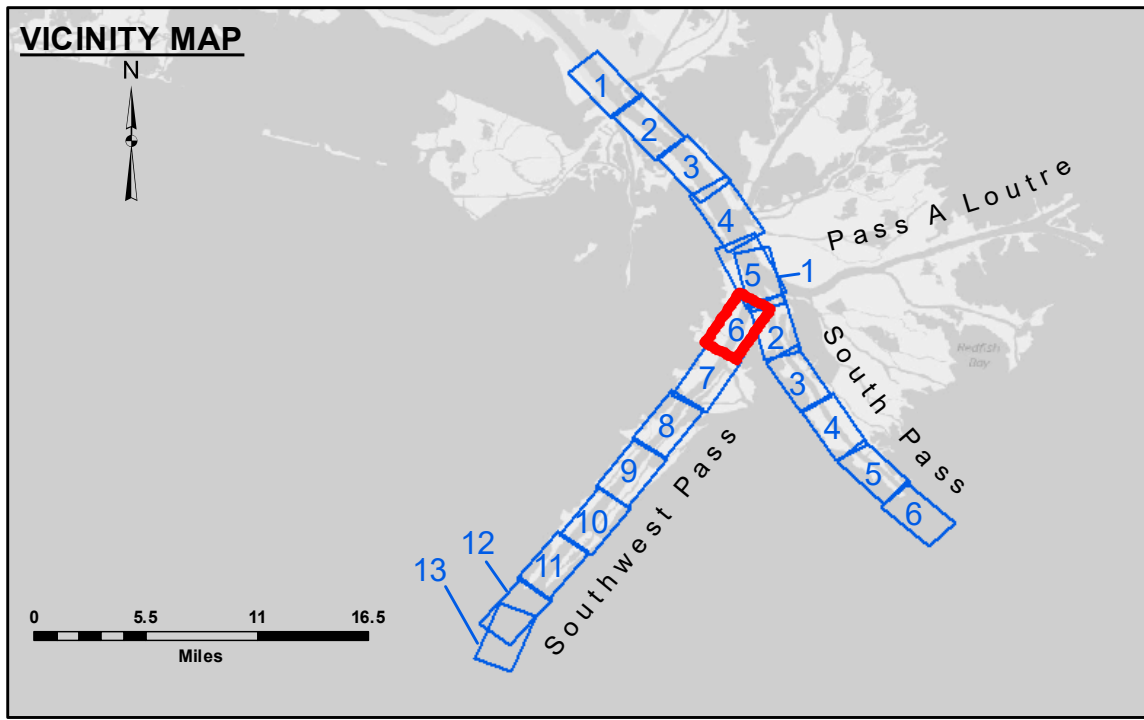 VICINITY MAP
N
1
2
3
4
5
1
6
2
7
3
8
4
9
5
10
6
11
12
13
Pass A Loutre
South Pass
Redfish
Bay
Southwest Pass
0 5.5 11 16.5
Miles